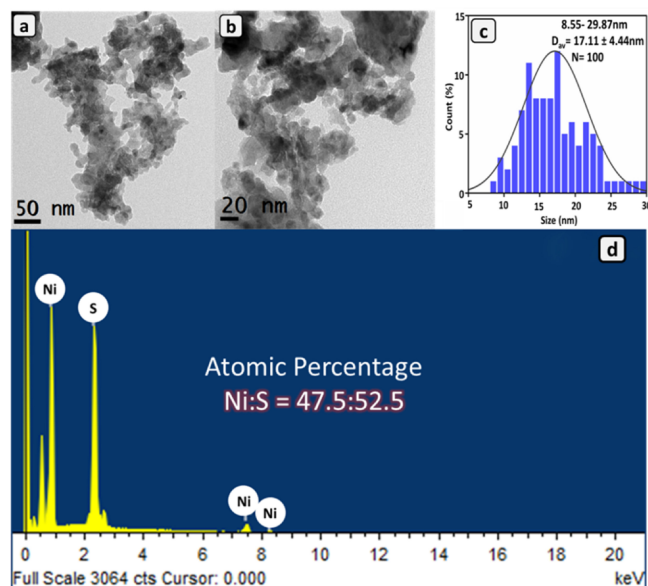 a
50 nm
b
20 nm
c
8.55- 29.87nm
Dav= 17.11 ± 4.44nm
N= 100
Count (%)
15
10
5
0
5 10 15 20 25 30
Size (nm)
d
Ni
S
Atomic Percentage
Ni:S = 47.5:52.5
Ni
Ni
0 2 4 6 8 10 12 14 16 18 20
Full Scale 3064 cts Cursor: 0.000 keV